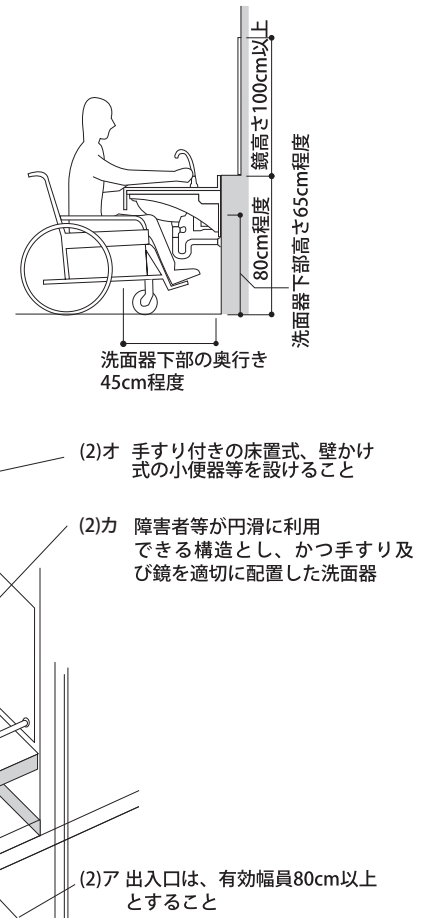 鏡高さ100cm以上
80cm程度
洗面器下部高さ65cm程度
洗面器下部の奥行き
45cm程度
(2)オ 手すり付きの床置式、壁かけ
式の小便器等を設けること
(2)カ 障害者等が円滑に利用
できる構造とし、かつ手すり及
び鏡を適切に配置した洗面器
(2)ア 出入口は、有効幅員80cm以上
とすること